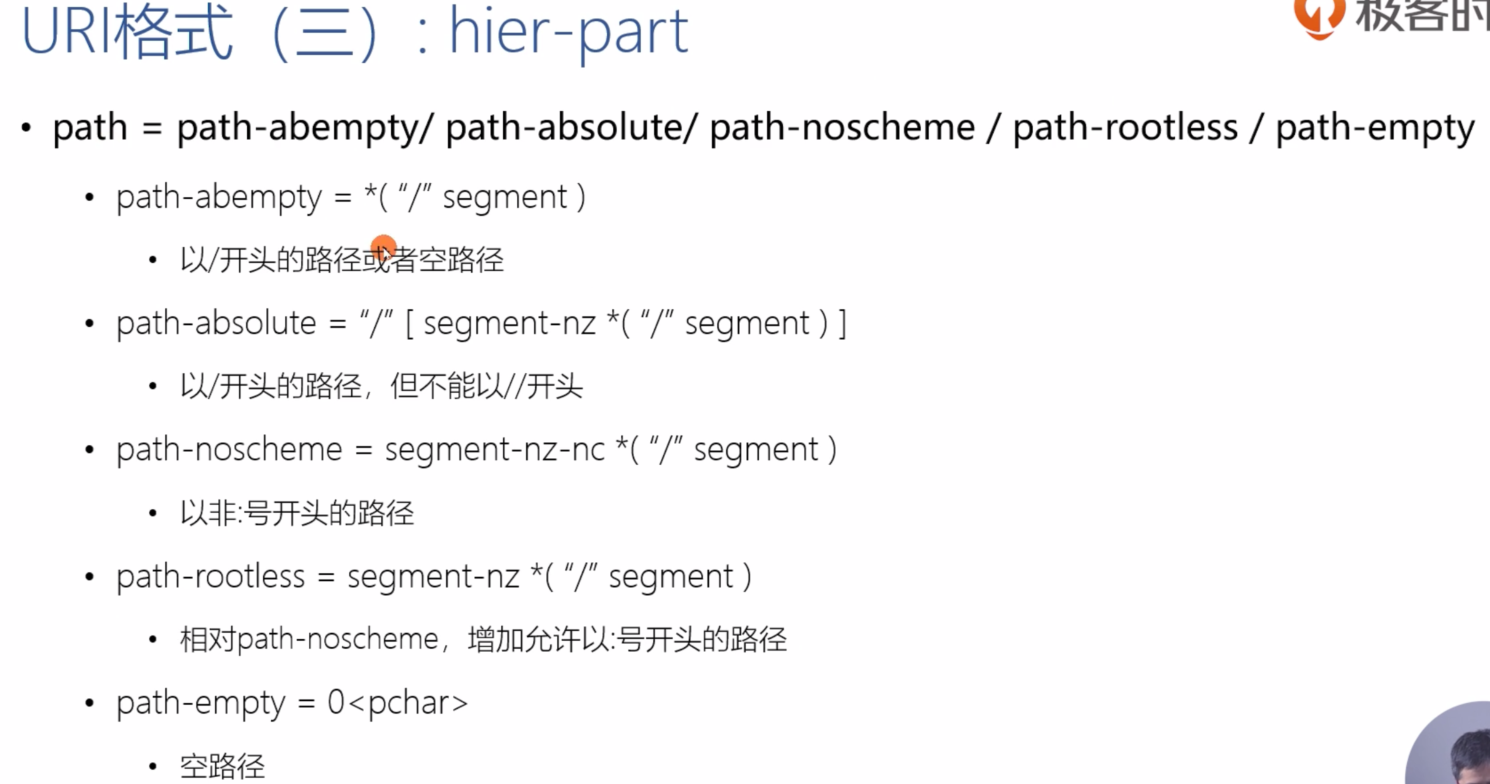 URI格式（三）: hier-part
极客时
• path = path-abempty/ path-absolute/ path-noscheme / path-rootless / path-empty
• path-abempty = *( “/” segment )
• 以/开头的路径或者空路径
• path-absolute = “/” [ segment-nz *( “/” segment ) ]
• 以/开头的路径，但不能以//开头
• path-noscheme = segment-nz-nc *( “/” segment )
• 以非:号开头的路径
• path-rootless = segment-nz *( “/” segment )
• 相对path-noscheme，增加允许以:号开头的路径
• path-empty = 0<pchar>
• 空路径